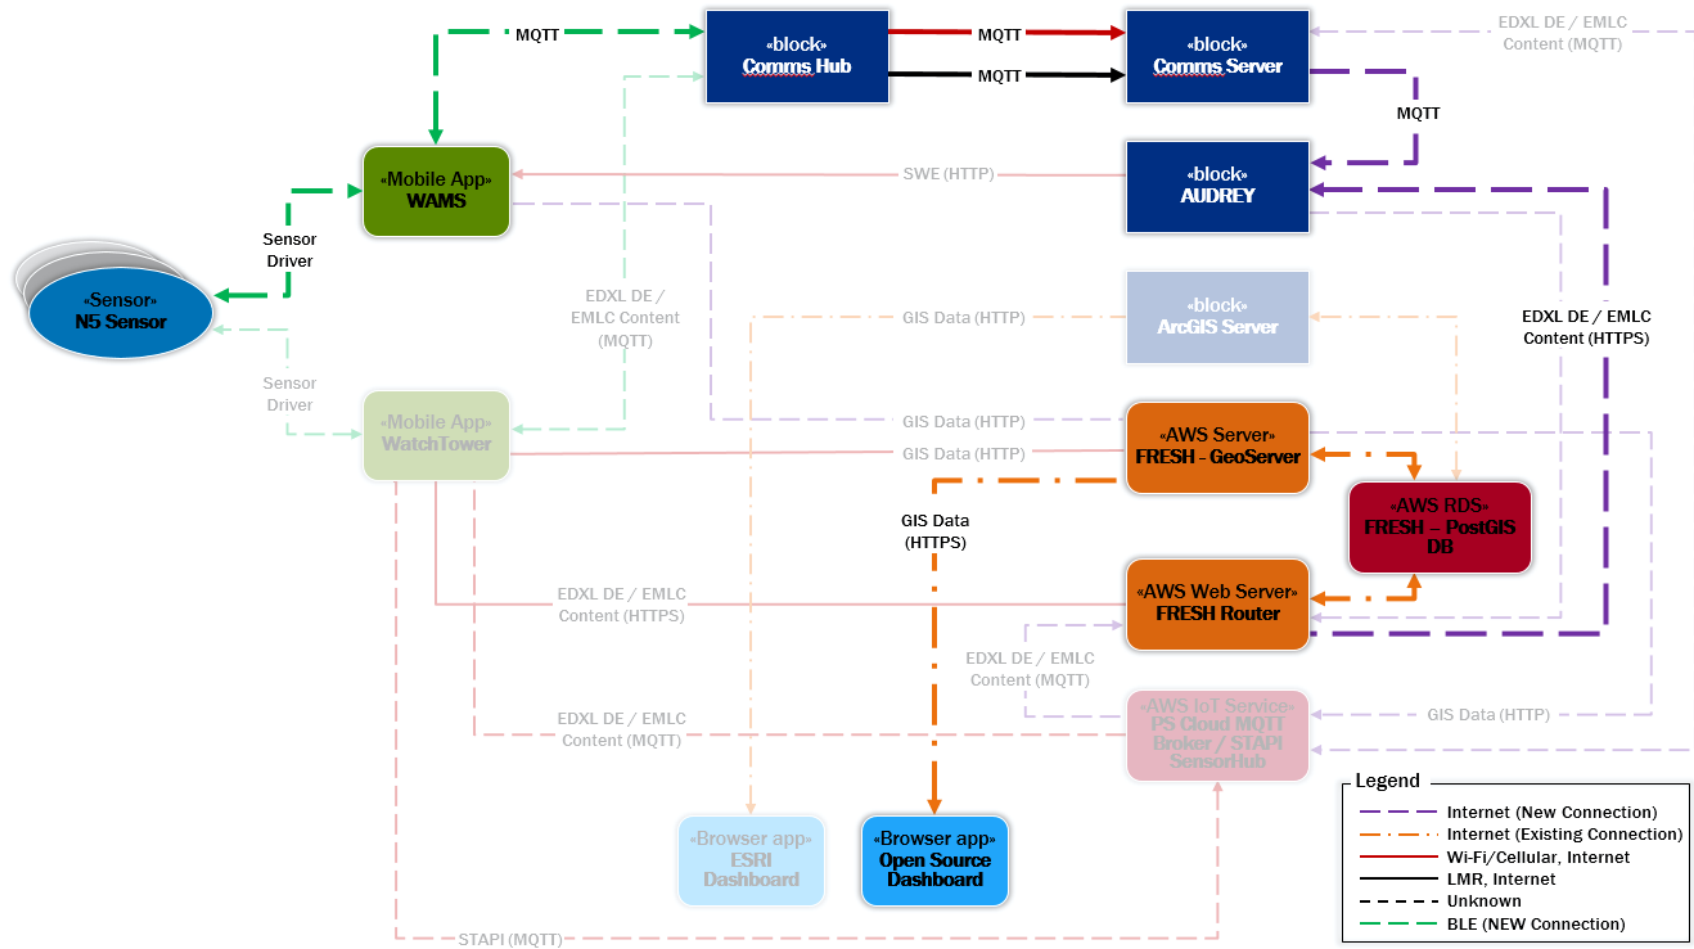 MQTT
«block»
Comms Hub
MQTT
MQTT
«block»
Comms Server
EDXL DE / EMLC
Content (MQTT)
MQTT
«Mobile App»
WAMS
SWE (HTTP)
«block»
AUDREY
Sensor
Driver
«Sensor»
N5 Sensor
EDXL DE /
EMLC Content
(MQTT)
GIS Data (HTTP)
«block»
ArcGIS Server
EDXL DE / EMLC
Content (HTTPS)
Sensor
Driver
«Mobile App»
WatchTower
GIS Data (HTTP)
GIS Data (HTTP)
«AWS Server»
FRESH - GeoServer
GIS Data
(HTTPS)
«AWS RDS»
FRESH – PostGIS
DB
EDXL DE / EMLC
Content (HTTPS)
«AWS Web Server»
FRESH Router
EDXL DE / EMLC
Content (MQTT)
EDXL DE / EMLC
Content (MQTT)
«AWS IoT Service»
PS Cloud MQTT
Broker / STAPI
SensorHub
GIS Data (HTTP)
«Browser app»
ESRI
Dashboard
«Browser app»
Open Source
Dashboard
STAPI (MQTT)
Legend
Internet (New Connection)
Internet (Existing Connection)
Wi-Fi/Cellular, Internet
LMR, Internet
Unknown
BLE (NEW Connection)